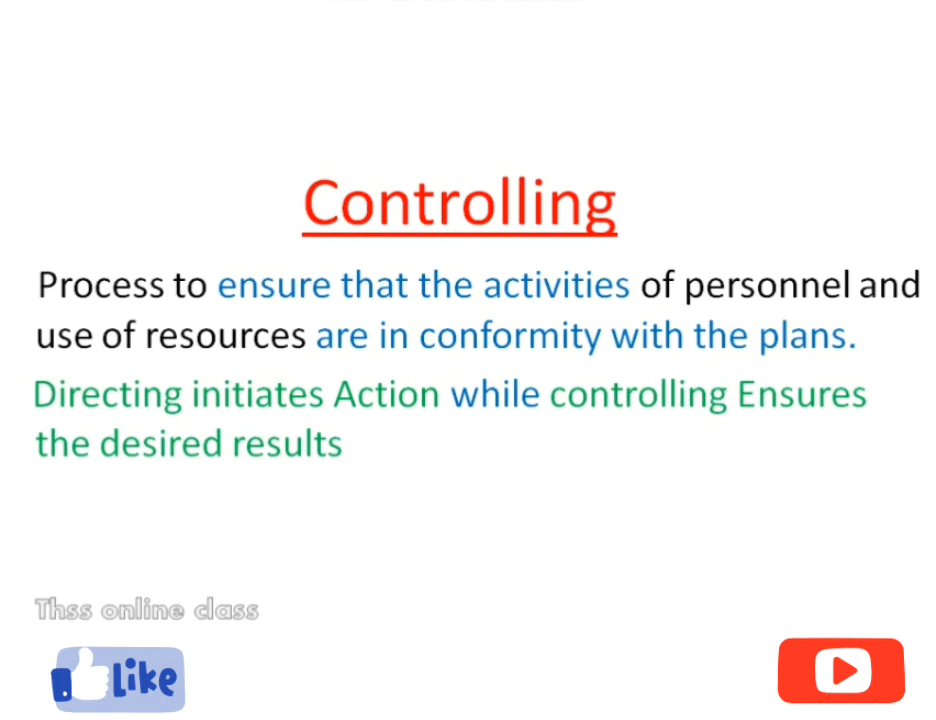 Controlling
Process to ensure that the activities of personnel and
use of resources are in conformity with the plans.
Directing initiates Action while controlling Ensures
the desired results
Thss online class
Like